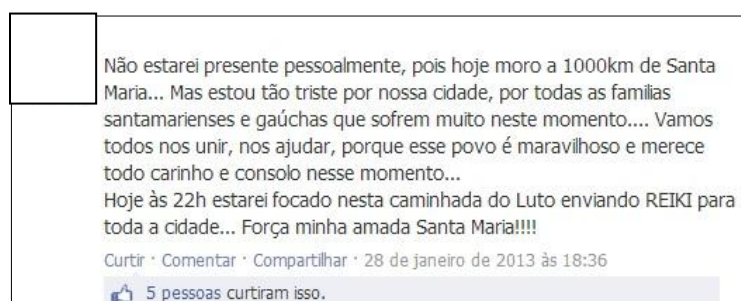 Não estarei presente pessoalmente, pois hoje moro a 1000km de Santa
Maria... Mas estou tão triste por nossa cidade, por todas as familias
santamarienses e gaúchas que sofrem muito neste momento.... Vamos
todos nos unir, nos ajudar, porque esse povo é maravilhoso e merece
todo carinho e consolo nesse momento...
Hoje às 22h estarei focado nesta caminhada do Luto enviando REIKI para
toda a cidade... Força minha amada Santa Maria!!!!
Curtir · Comentar · Compartilhar · 28 de janeiro de 2013 às 18:36
5 pessoas curtiram isso.